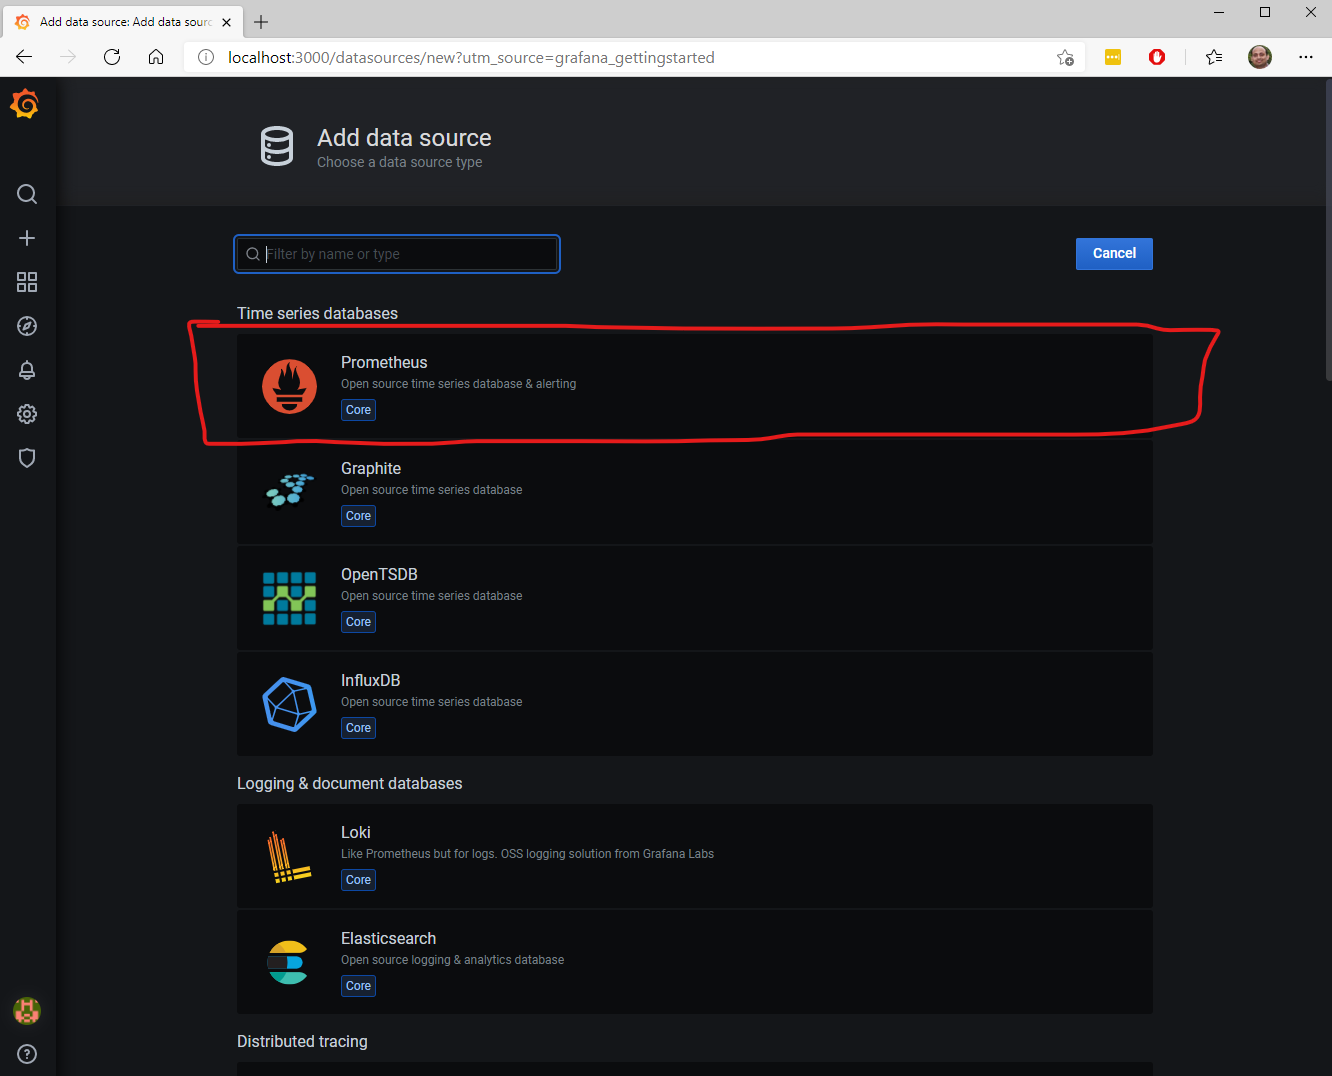 Add data source: Add data sourc
localhost:3000/datasources/new?utm_source=grafana_gettingstarted
Add data source
Choose a data source type
Filter by name or type
Cancel
Time series databases
Prometheus
Open source time series database & alerting
Core
Graphite
Open source time series database
Core
OpenTSDB
Open source time series database
Core
InfluxDB
Open source time series database
Core
Logging & document databases
Loki
Like Prometheus but for logs. OSS logging solution from Grafana Labs
Core
Elasticsearch
Open source logging & analytics database
Core
Distributed tracing